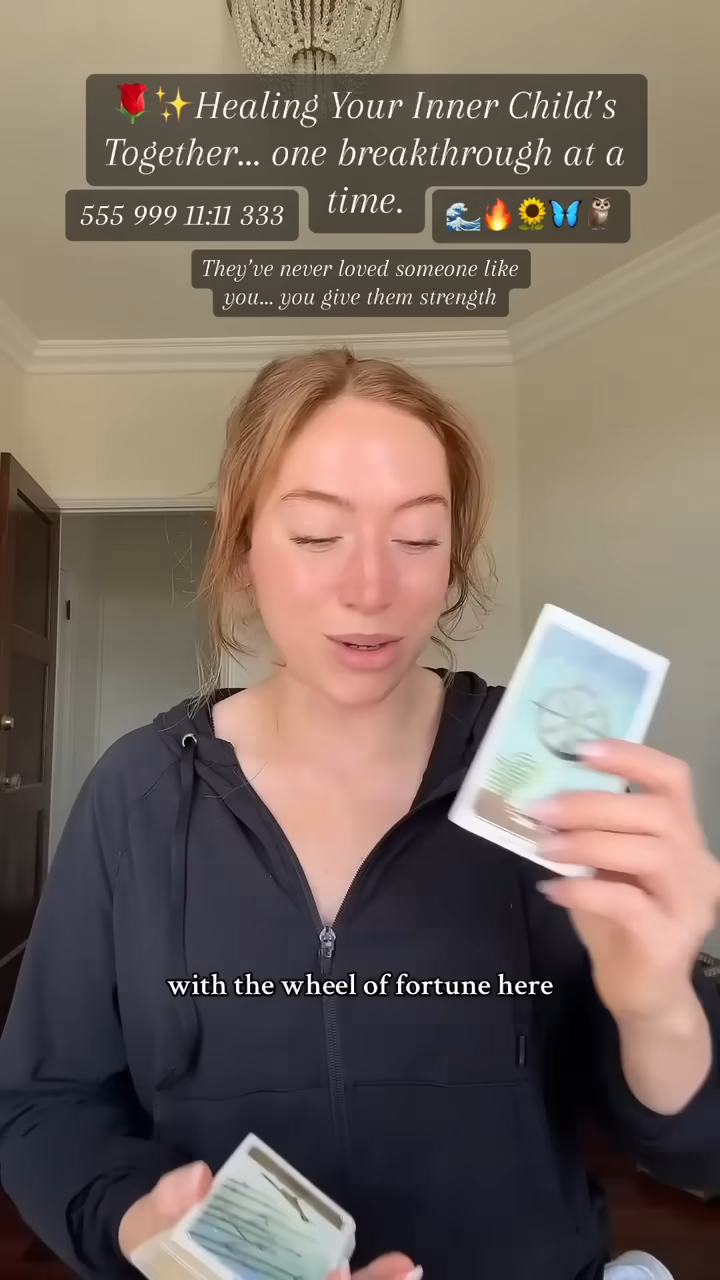 🌹✨Healing Your Inner Child’s
Together... one breakthrough at a
time.
555 999 11:11 333
🌊🔥🌻🦋🦉
They've never loved someone like
you... you give them strength
with the wheel of fortune here